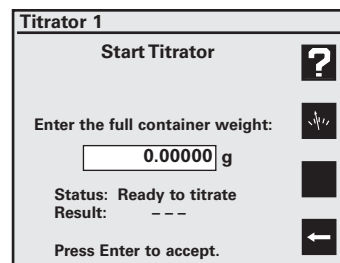 Titrator 1
Start Titrator
?
Enter the full container weight:
0.00000 g
Status: Ready to titrate
Result: – – –
Press Enter to accept.